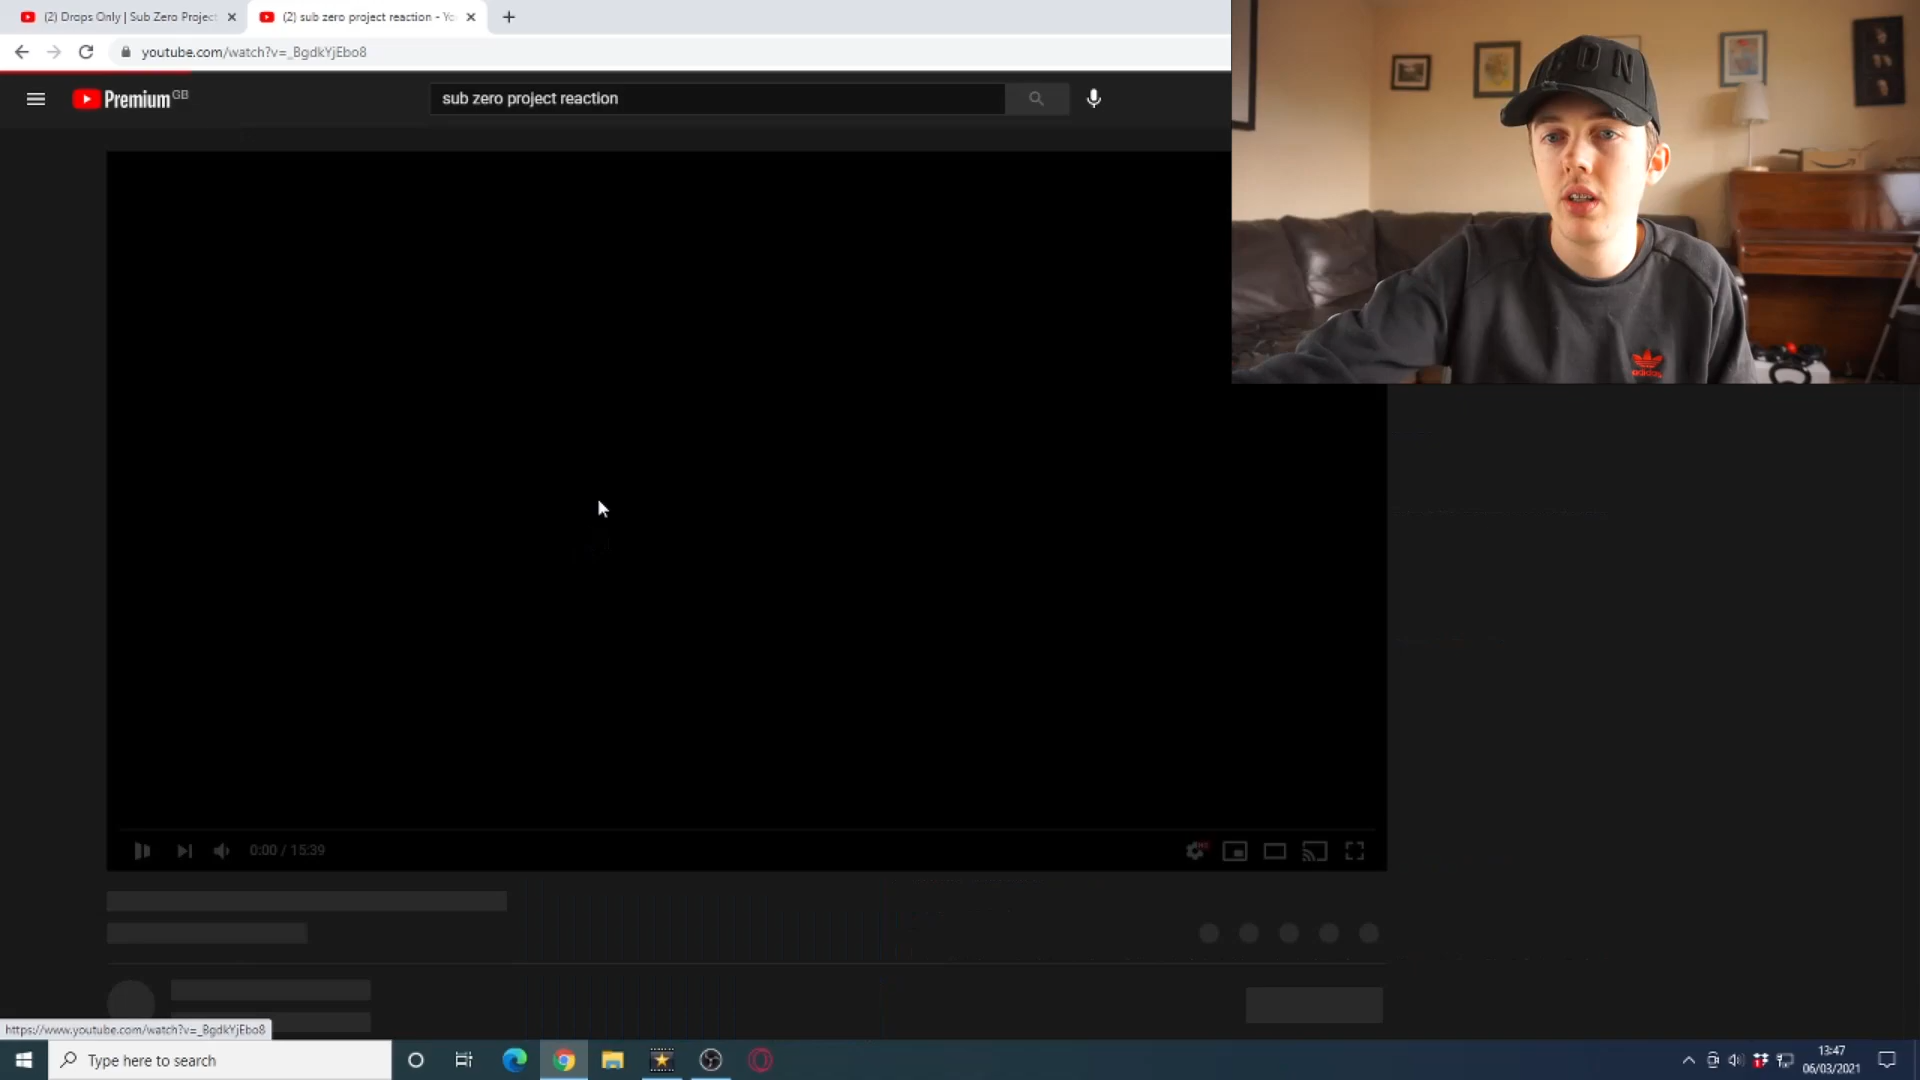 (2) Drops Only | Sub Zero Project
(2) sub zero project reaction - Yo
youtube.com/watch?v=_BgdkYjEbo8
Premium GB
sub zero project reaction
adidas
0:00 / 15:39
https://www.youtube.com/watch?v=_BgdkYjEbo8
Type here to search
13:47
06/03/2021